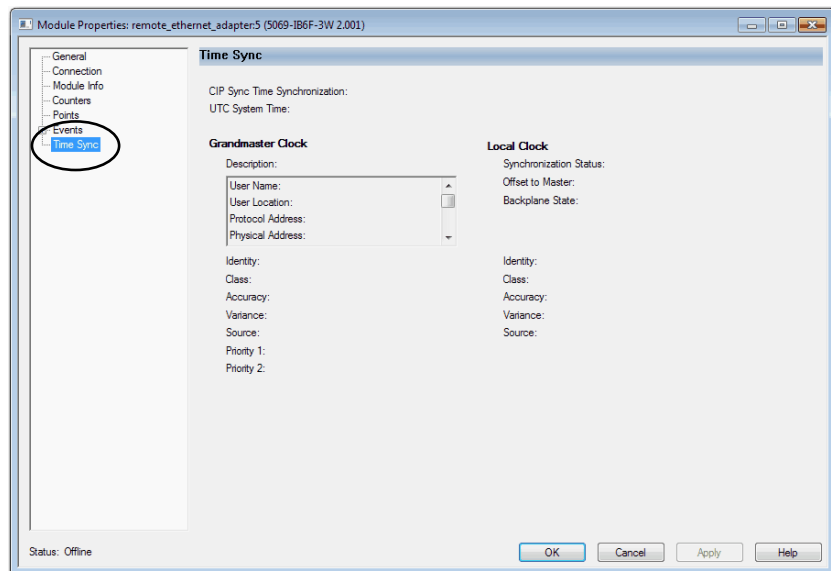 Module Properties: remote_ethernet_adapter:5 (5069-IB6F-3W 2.001)
General
Connection
Module Info
Counters
Points
Events
Time Sync
Time Sync
CIP Sync Time Synchronization:
UTC System Time:
Grandmaster Clock
Description:
User Name:
User Location:
Protocol Address:
Physical Address:
Identity:
Class:
Accuracy:
Variance:
Source:
Priority 1:
Priority 2:
Local Clock
Synchronization Status:
Offset to Master:
Backplane State:
Identity:
Class:
Accuracy:
Variance:
Source:
Status: Offline
OK
Cancel
Apply
Help